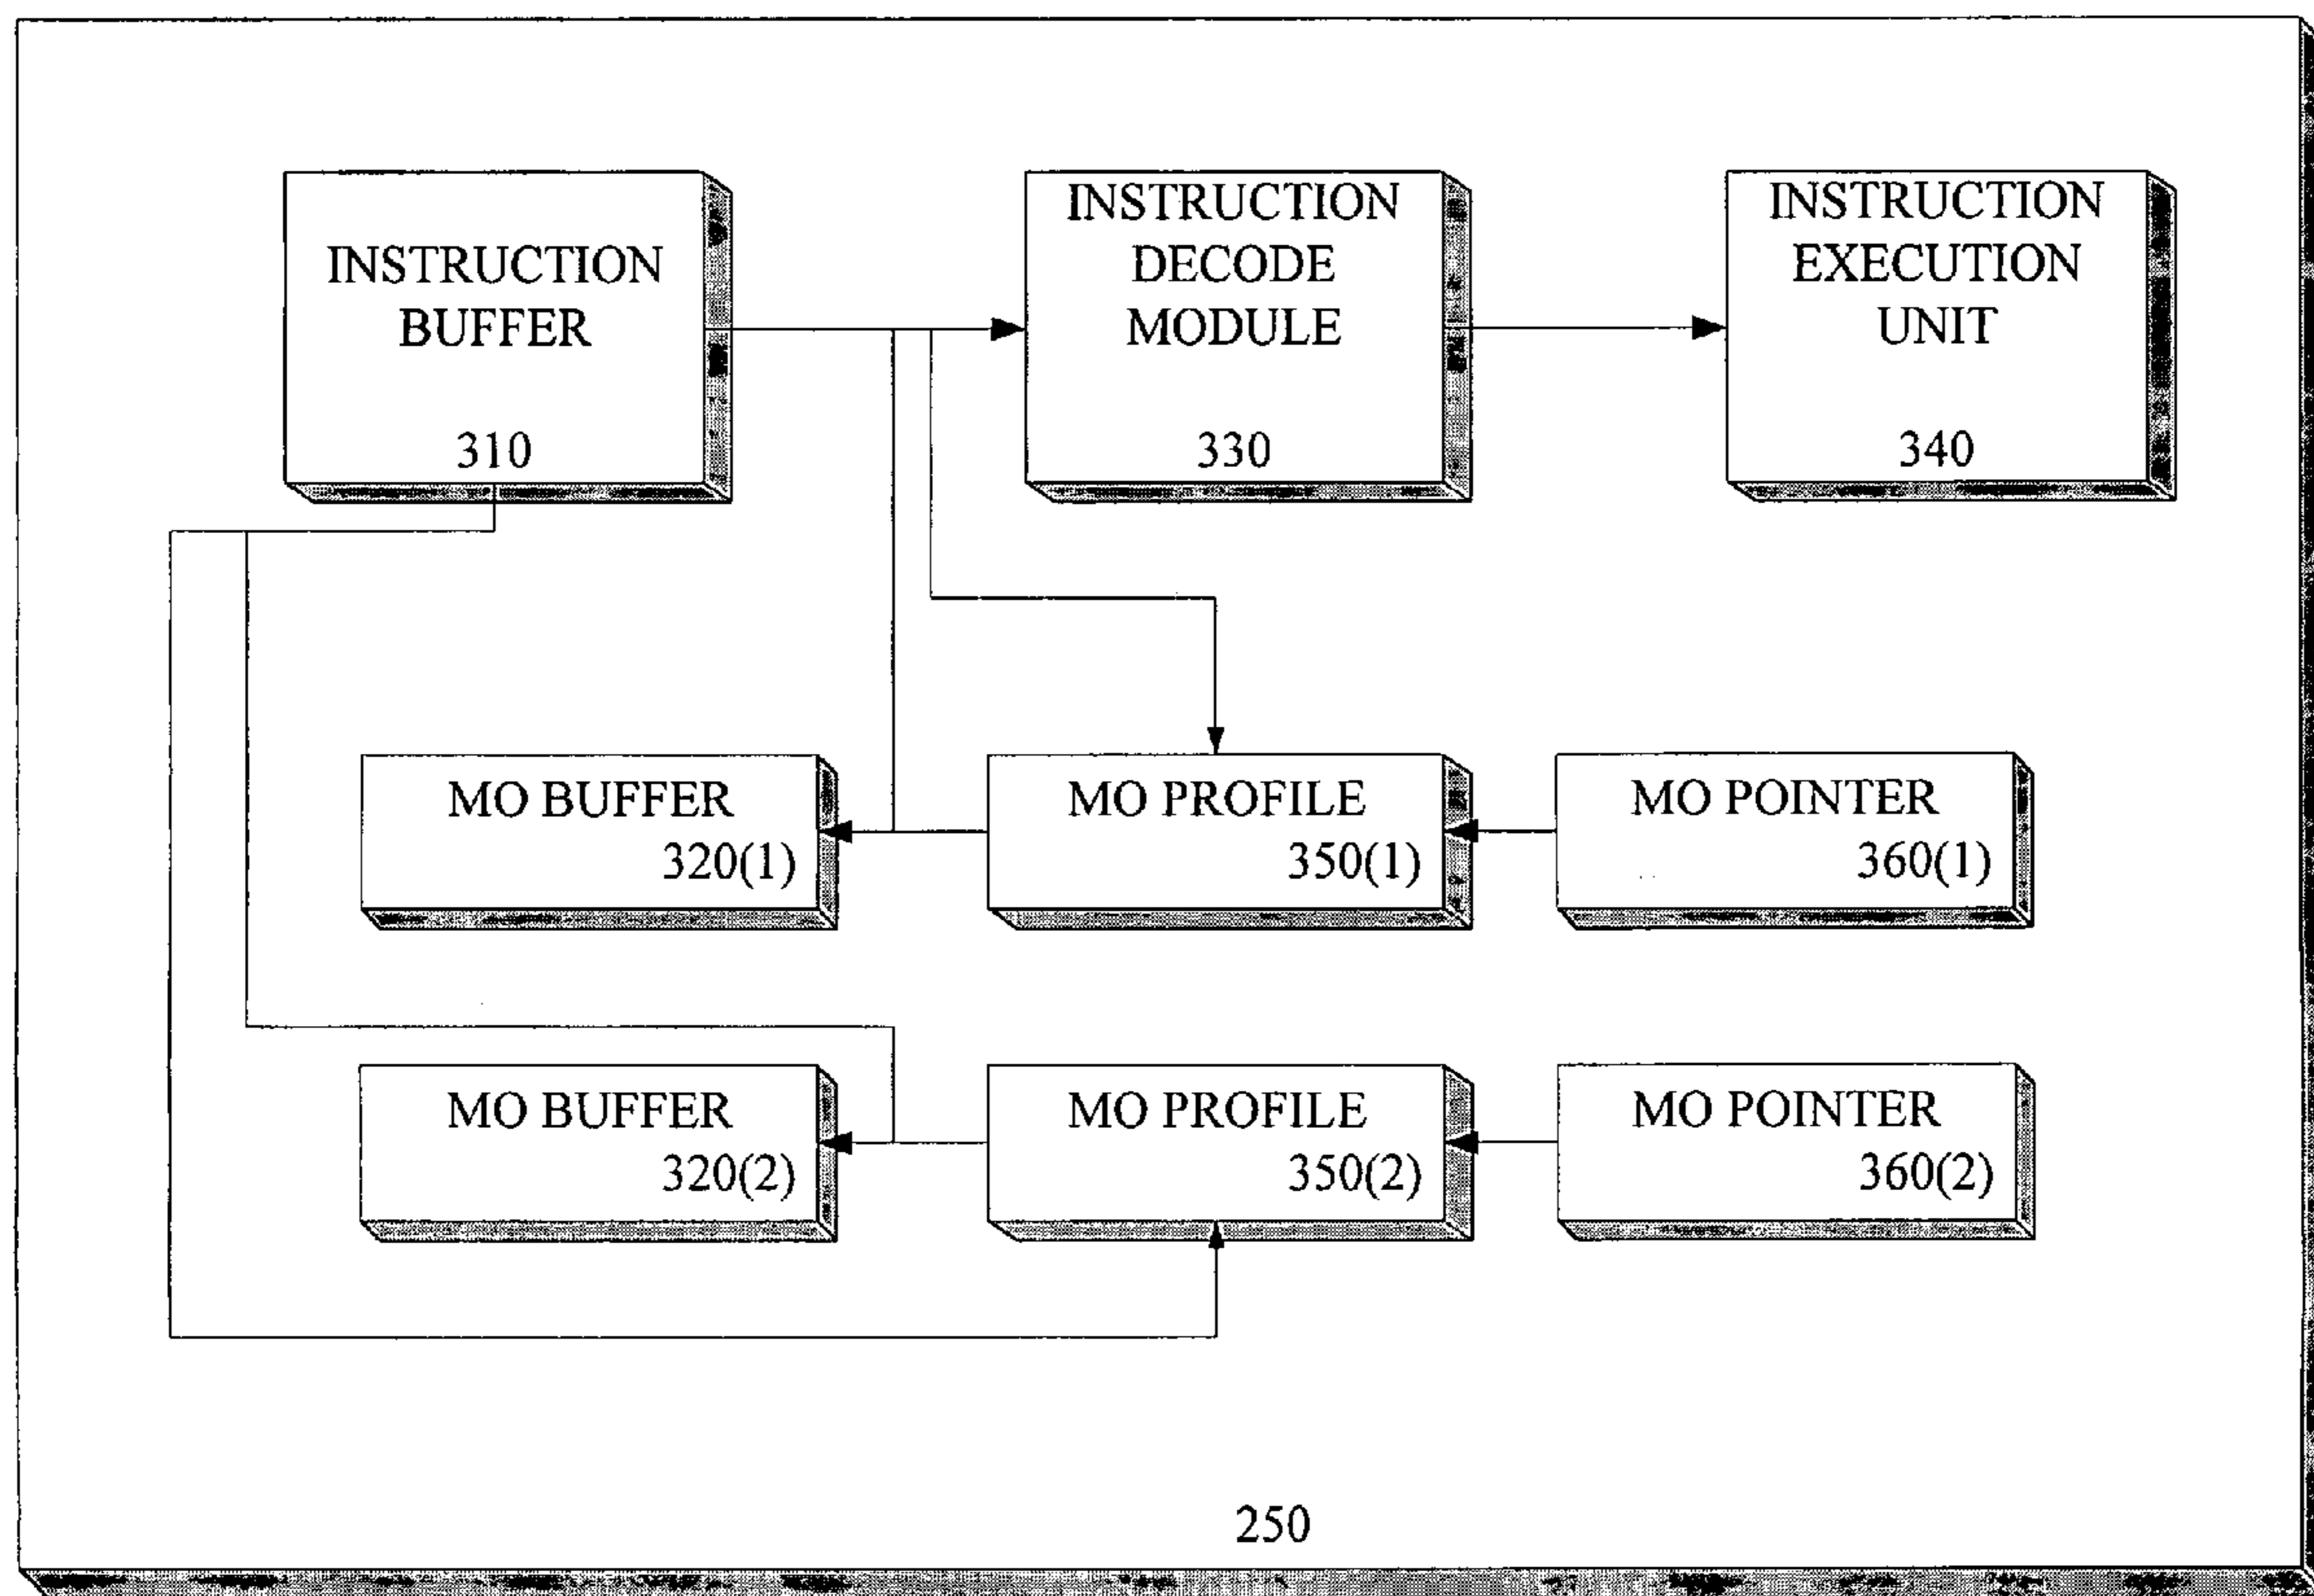 INSTRUCTION
BUFFER
310
INSTRUCTION
DECODE
MODULE
330
INSTRUCTION
EXECUTION
UNIT
340
MO BUFFER
320(1)
MO PROFILE
350(1)
MO POINTER
360(1)
MO BUFFER
320(2)
MO PROFILE
350(2)
MO POINTER
360(2)
250